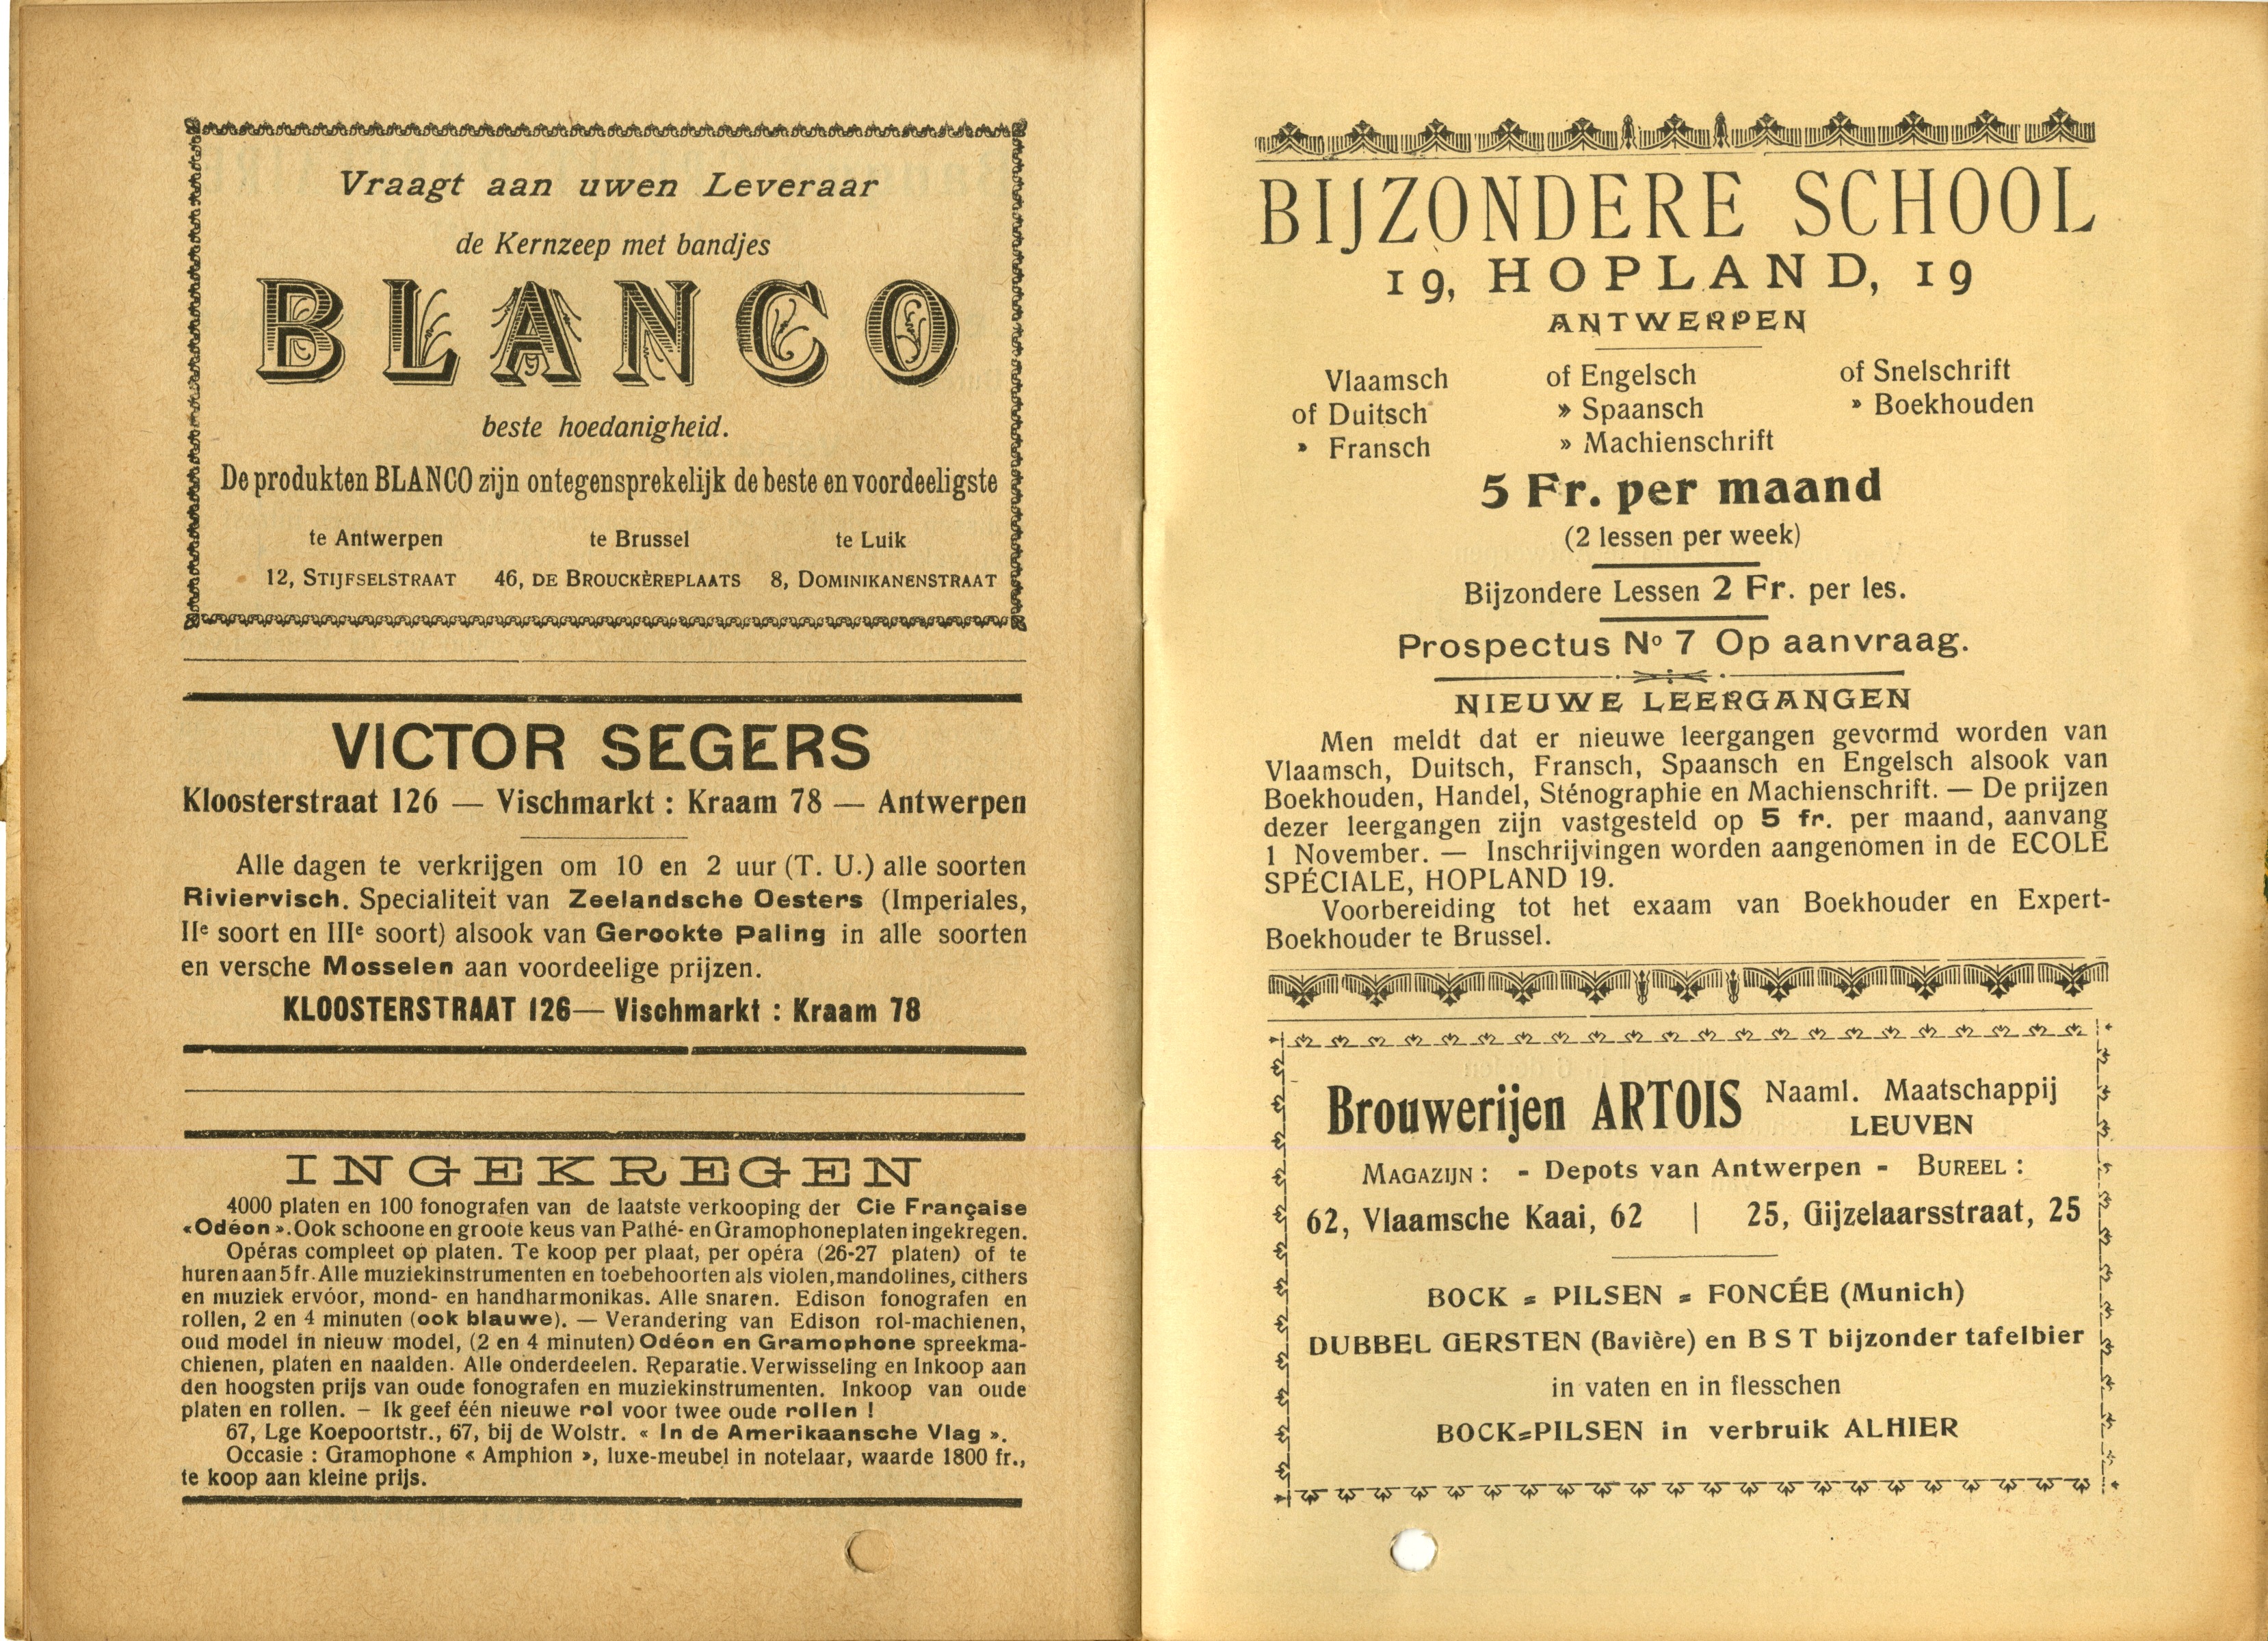 Vraagt aan uwen Leveraar
de Kernzeep met bandjes
BLANCO
beste hoedanigheid.
De produkten BLANCO zijn ontegensprekelijk de beste en voordeeligste
te Antwerpen te Brussel te Luik
12, STIJFSELSTRAAT 46, DE BROUCKÈREPLAATS 8, DOMINIKANENSTRAAT
VICTOR SEGERS
Kloosterstraat 126 — Vischmarkt : Kraam 78 — Antwerpen
Alle dagen te verkrijgen om 10 en 2 uur (T. U.) alle soorten
Riviervisch. Specialiteit van Zeelandsche Oesters (Imperiales,
IIe soort en IIIe soort) alsook van Gerookte Paling in alle soorten
en versche Mosselen aan voordeelige prijzen.
KLOOSTERSTRAAT 126— Vischmarkt : Kraam 78
INGEKREGEN
4000 platen en 100 fonografen van de laatste verkooping der Cie Française
«Odéon ». Ook schoone en groote keus van Pathé- en Gramophoneplaten ingekregen.
Opéras compleet op platen. Te koop per plaat, per opéra (26-27 platen) of te
huren aan 5 fr. Alle muziekinstrumenten en toebehoorten als violen, mandolines, cithers
en muziek ervóor, mond- en handharmonikas. Alle snaren. Edison fonografen en
rollen, 2 en 4 minuten (ook blauwe). — Verandering van Edison rol-machienen,
oud model in nieuw model, (2 en 4 minuten) Odéon en Gramophone spreekma-
chienen, platen en naalden. Alle onderdeelen. Reparatie. Verwisseling en Inkoop aan
den hoogsten prijs van oude fonografen en muziekinstrumenten. Inkoop van oude
platen en rollen. — Ik geef één nieuwe rol voor twee oude rollen !
67, Lge Koepoortstr., 67, bij de Wolstr. « In de Amerikaansche Vlag ».
Occasie : Gramophone « Amphion », luxe-meubel in notelaar, waarde 1800 fr.,
te koop aan kleine prijs.
BIJZONDERE SCHOOL
19, HOPLAND, 19
ANTWERPEN
Vlaamsch of Engelsch of Snelschrift
of Duitsch » Spaansch » Boekhouden
» Fransch » Machienschrift
5 Fr. per maand
(2 lessen per week)
Bijzondere Lessen 2 Fr. per les.
Prospectus No 7 Op aanvraag.
NIEUWE LEERGANGEN
Men meldt dat er nieuwe leergangen gevormd worden van
Vlaamsch, Duitsch, Fransch, Spaansch en Engelsch alsook van
Boekhouden, Handel, Sténographie en Machienschrift. — De prijzen
dezer leergangen zijn vastgesteld op 5 fr. per maand, aanvang
1 November. — Inschrijvingen worden aangenomen in de ECOLE
SPÉCIALE, HOPLAND 19.
Voorbereiding tot het exaam van Boekhouder en Expert-
Boekhouder te Brussel.
Brouwerijen ARTOIS Naaml. Maatschappij
LEUVEN
MAGAZIJN : - Depots van Antwerpen - BUREEL :
62, Vlaamsche Kaai, 62 | 25, Gijzelaarsstraat, 25
BOCK = PILSEN = FONCÉE (Munich)
DUBBEL GERSTEN (Bavière) en B S T bijzonder tafelbier
in vaten en in flesschen
BOCK=PILSEN in verbruik ALHIER